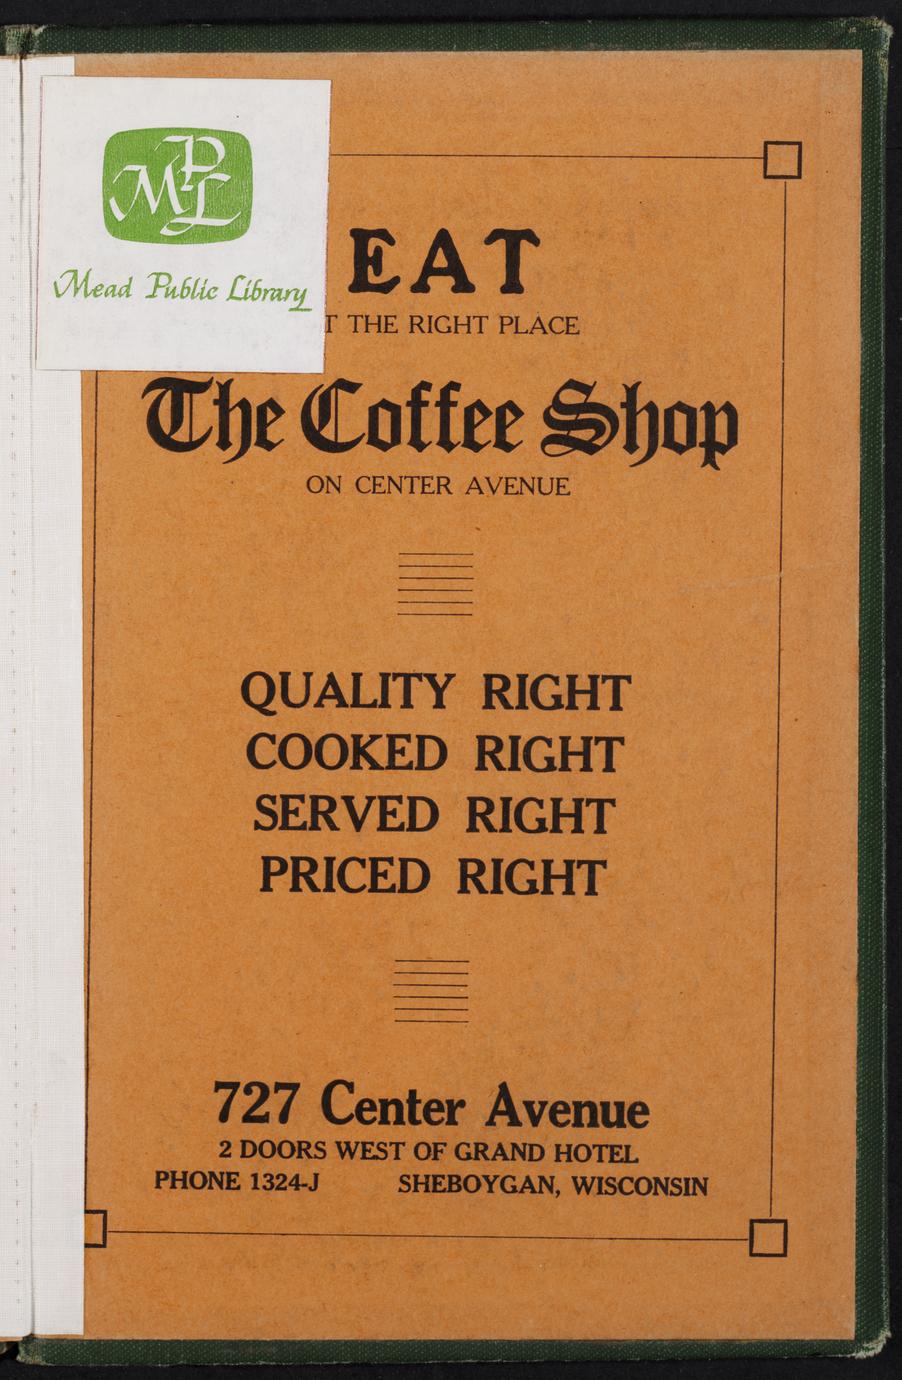 MPL
Mead Public Library
EAT
T THE RIGHT PLACE
The Coffee Shop
ON CENTER AVENUE
QUALITY RIGHT
COOKED RIGHT
SERVED RIGHT
PRICED RIGHT
727 Center Avenue
2 DOORS WEST OF GRAND HOTEL
PHONE 1324-J SHEBOYGAN, WISCONSIN